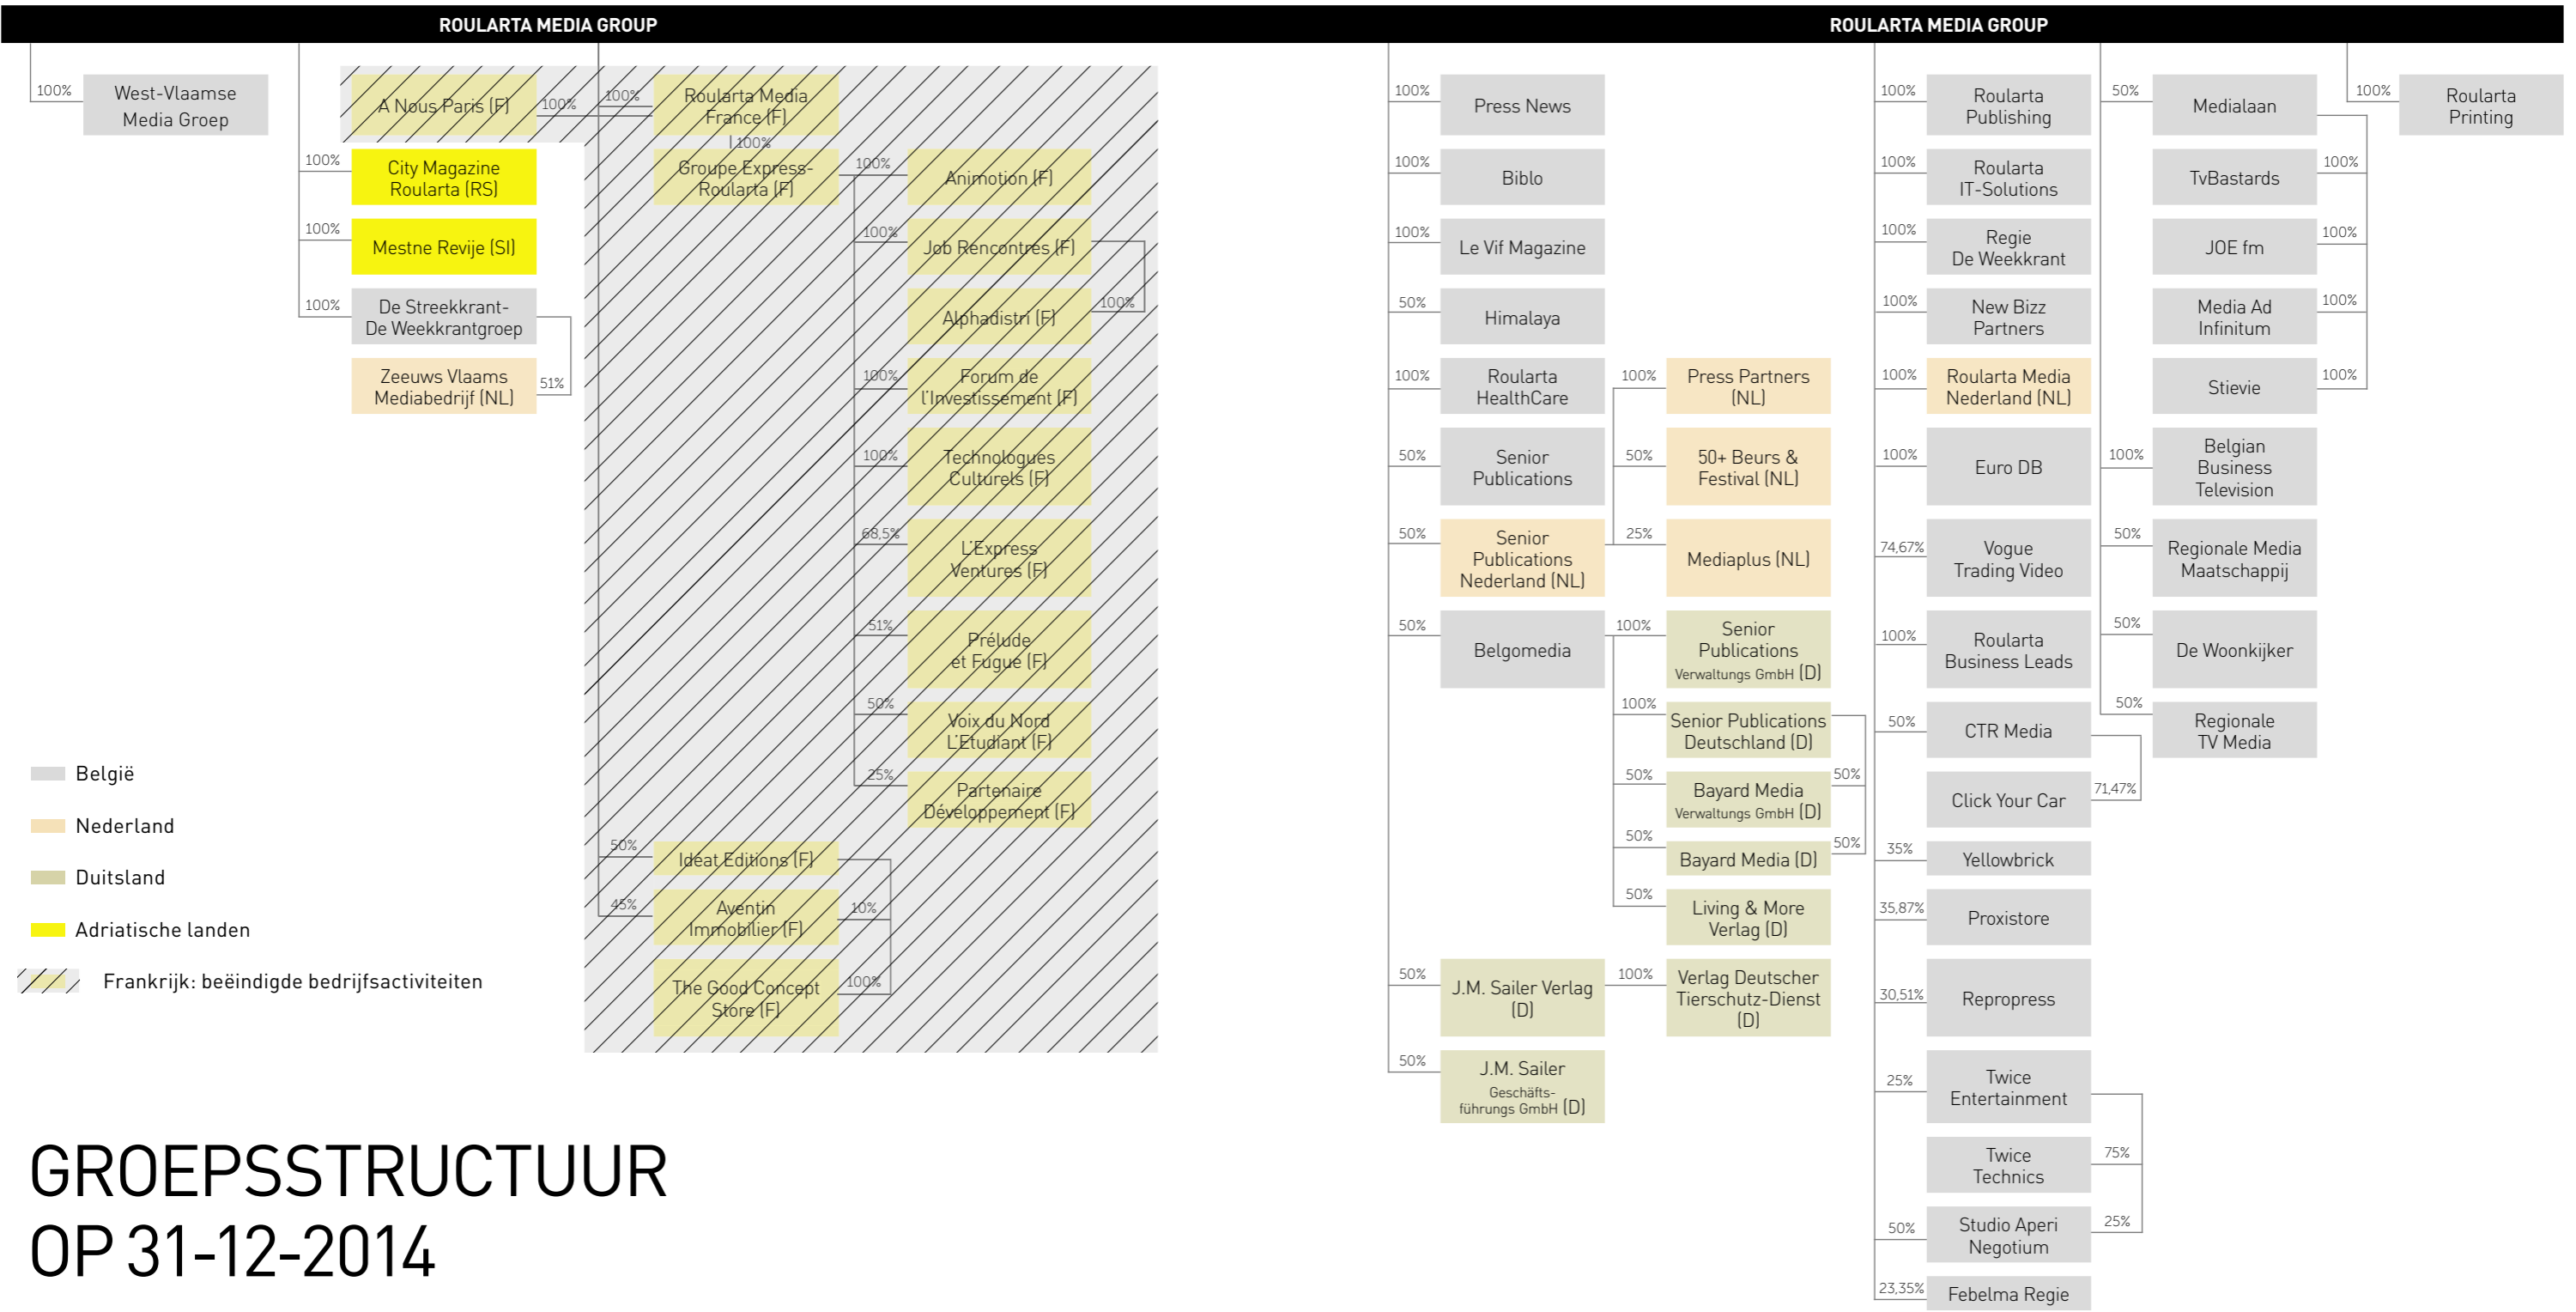 ROULARTA MEDIA GROUP
ROULARTA MEDIA GROUP
100%
West-Vlaamse
Media Groep
A Nous Paris (F)
100%
100%
Roularta Media
France (F)
100%
100%
City Magazine
Roularta (RS)
Groupe Express-
Roularta (F)
100%
Animotion (F)
100%
Mestne Revije (SI)
100%
Job Rencontres (F)
100%
De Streekkrant-
De Weekkrantgroep
Alphadistri (F)
100%
Zeeuws Vlaams
Mediabedrijf (NL)
51%
100%
Forum de
l'Investissement (F)
100%
Technologues
Culturels (F)
68,5%
L'Express
Ventures (F)
51%
Prélude
et Fugue (F)
50%
Voix du Nord
L'Etudiant (F)
25%
Partenaire
Développement (F)
50%
Ideat Editions (F)
45%
Aventin
Immobilier (F)
10%
The Good Concept
Store (F)
100%
België
Nederland
Duitsland
Adriatische landen
Frankrijk: beëindigde bedrijfsactiviteiten
GROEPSSTRUCTUUR
OP 31-12-2014
100%
Press News
100%
Biblo
100%
Le Vif Magazine
50%
Himalaya
100%
Roularta
HealthCare
50%
Senior
Publications
50%
Senior
Publications
Nederland (NL)
100%
Press Partners
(NL)
50%
50+ Beurs &
Festival (NL)
25%
Mediaplus (NL)
50%
Belgomedia
100%
Senior
Publications
Verwaltungs GmbH (D)
100%
Senior Publications
Deutschland (D)
50%
Bayard Media
Verwaltungs GmbH (D)
50%
50%
Bayard Media (D)
50%
50%
Living & More
Verlag (D)
50%
J.M. Sailer Verlag
(D)
100%
Verlag Deutscher
Tierschutz-Dienst
(D)
50%
J.M. Sailer
Geschäfts-
führungs GmbH (D)
100%
Roularta
Publishing
100%
Roularta
IT-Solutions
100%
Regie
De Weekkrant
100%
New Bizz
Partners
100%
Roularta Media
Nederland (NL)
100%
Euro DB
74,67%
Vogue
Trading Video
100%
Roularta
Business Leads
50%
CTR Media
Click Your Car
71,47%
35%
Yellowbrick
35,87%
Proxistore
30,51%
Repropress
25%
Twice
Entertainment
Twice
Technics
75%
50%
Studio Aperi
Negotium
25%
23,35%
Febelma Regie
50%
Medialaan
TvBastards
100%
JOE fm
100%
Media Ad
Infinitum
100%
Stievie
100%
100%
Belgian
Business
Television
50%
Regionale Media
Maatschappij
50%
De Woonkijker
50%
Regionale
TV Media
100%
Roularta
Printing